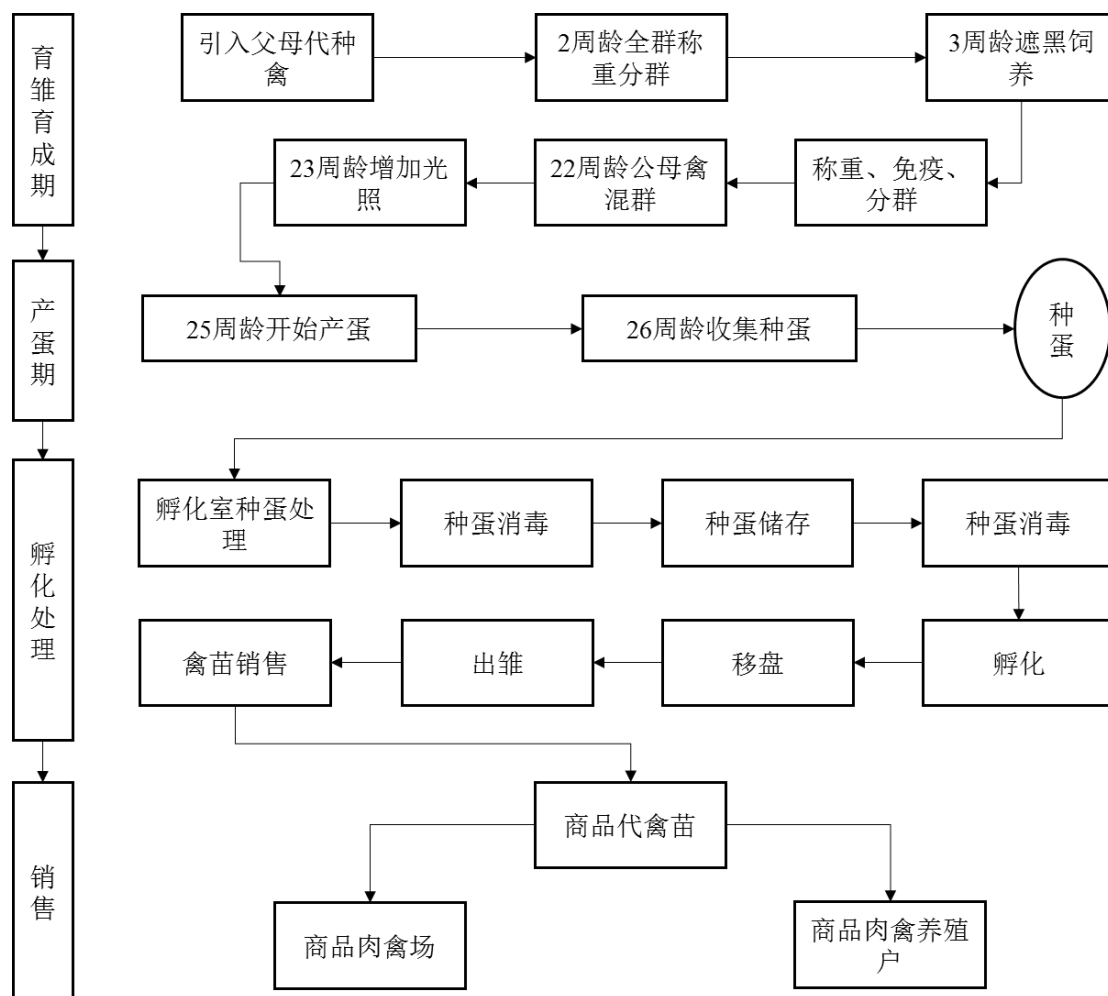 育
雏
育
成
期
引入父母代种
禽
2周龄全群称
重分群
3周龄遮黑饲
养
23周龄增加光
照
22周龄公母禽
混群
称重、免疫、
分群
产
蛋
期
25周龄开始产蛋
26周龄收集种蛋
种
蛋
孵
化
处
理
孵化室种蛋处
理
种蛋消毒
种蛋储存
种蛋消毒
禽苗销售
出雏
移盘
孵化
销
售
商品代禽苗
商品肉禽场
商品肉禽养殖
户